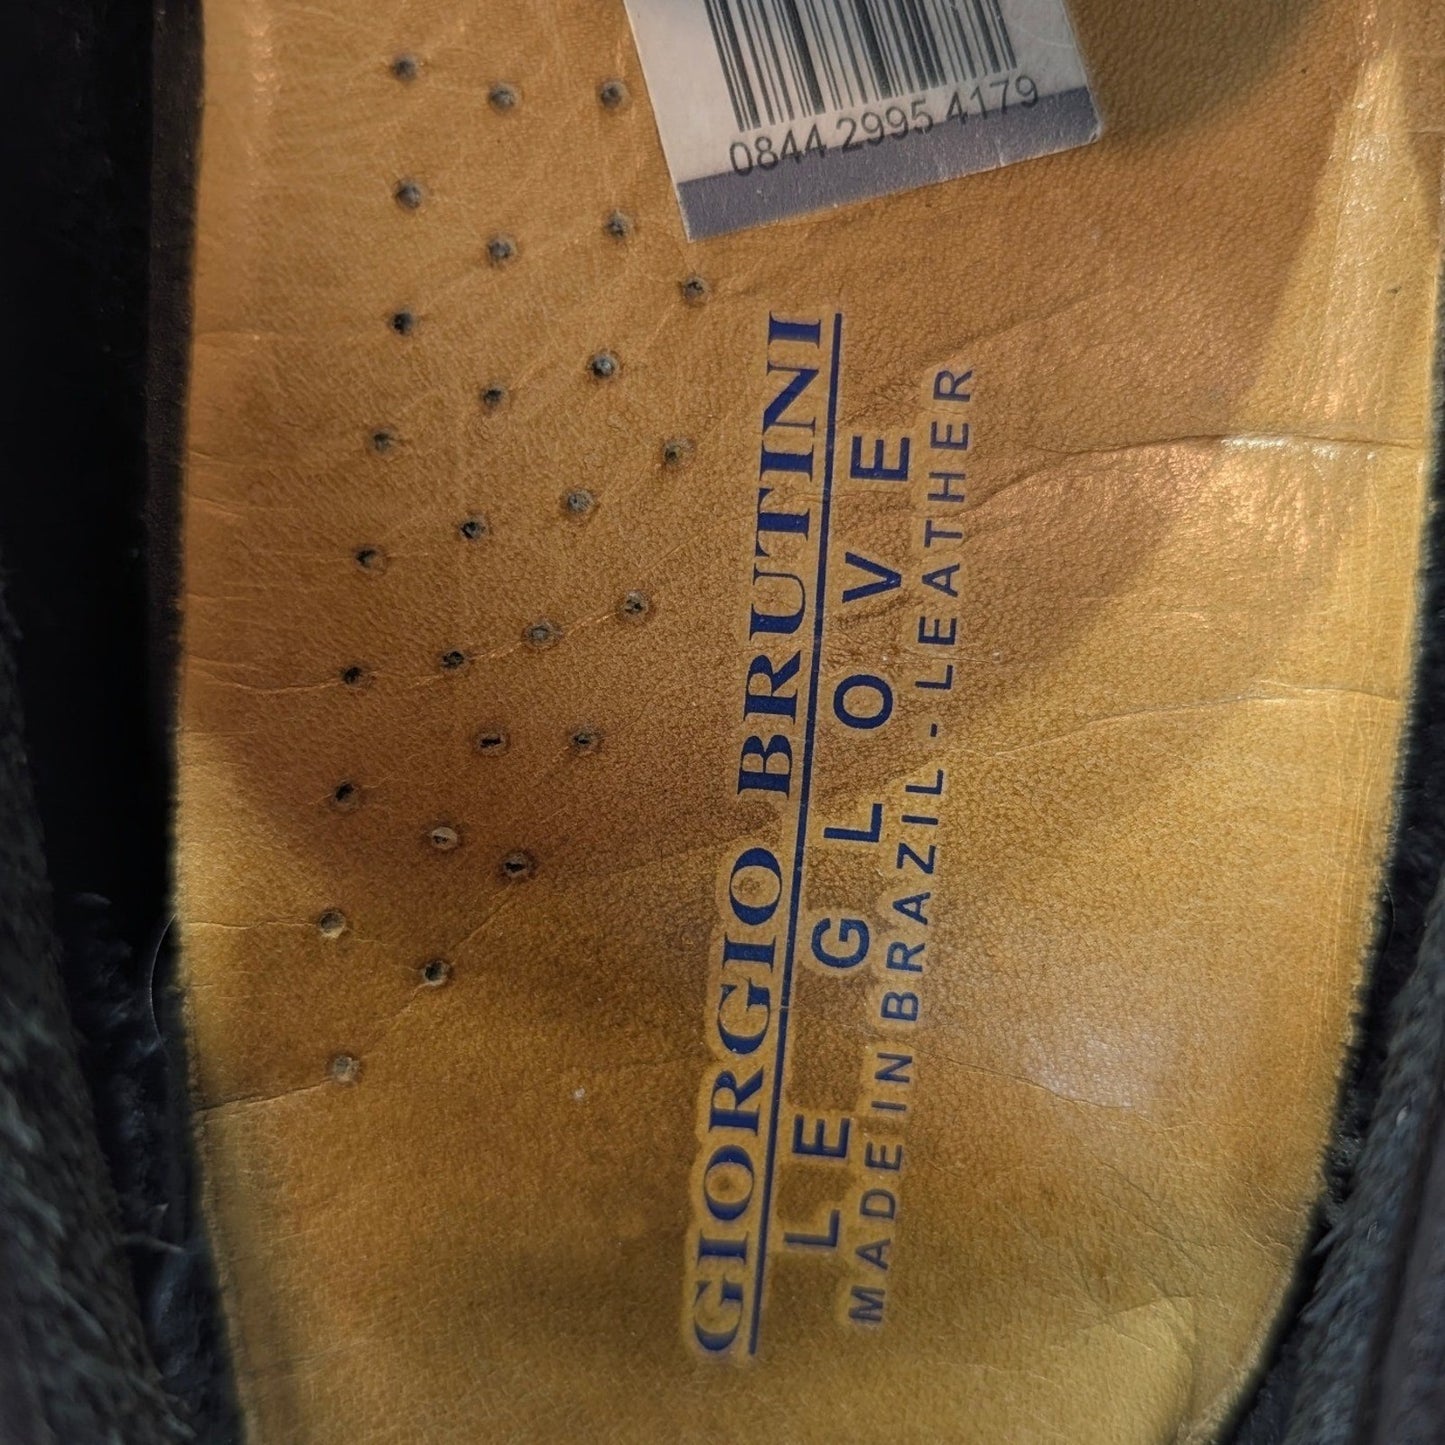 0844 2995 4179
GIORGIO BRUTINI
LE GLOVE
MADE IN BRAZIL - LEATHER